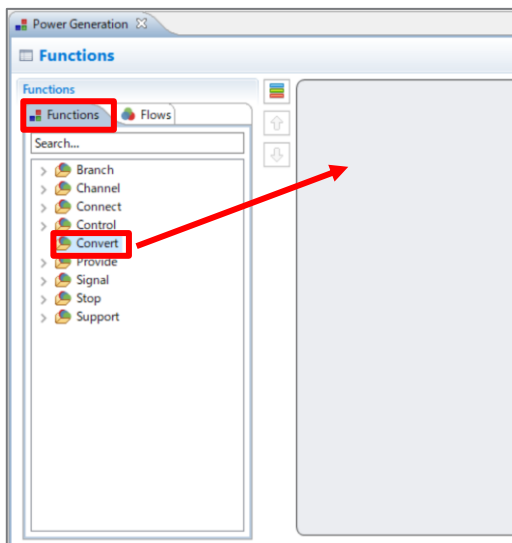 Power Generation
Functions
Functions
Functions
Flows
Search...
Branch
Channel
Connect
Control
Convert
Provide
Signal
Stop
Support